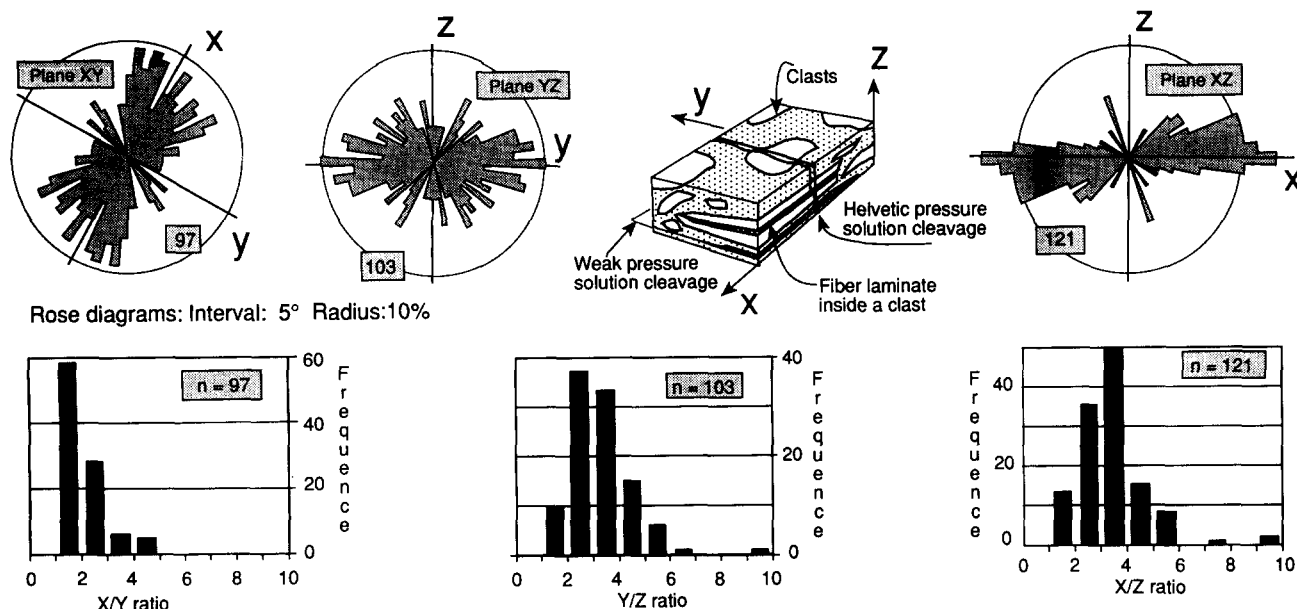 x
Plane XY
97
y
z
Plane YZ
y
103
Clasts
z
y
Helvetic pressure
solution cleavage
Weak pressure
solution cleavage
Fiber laminate
inside a clast
x
z
Plane XZ
x
121
Rose diagrams: Interval: 5° Radius:10%
n = 97
60
40
20
0
Frequence
0 2 4 6 8 10
X/Y ratio
n = 103
40
20
0
Frequence
0 2 4 6 8 10
Y/Z ratio
n = 121
Frequence
40
20
0
0 2 4 6 8 10
X/Z ratio